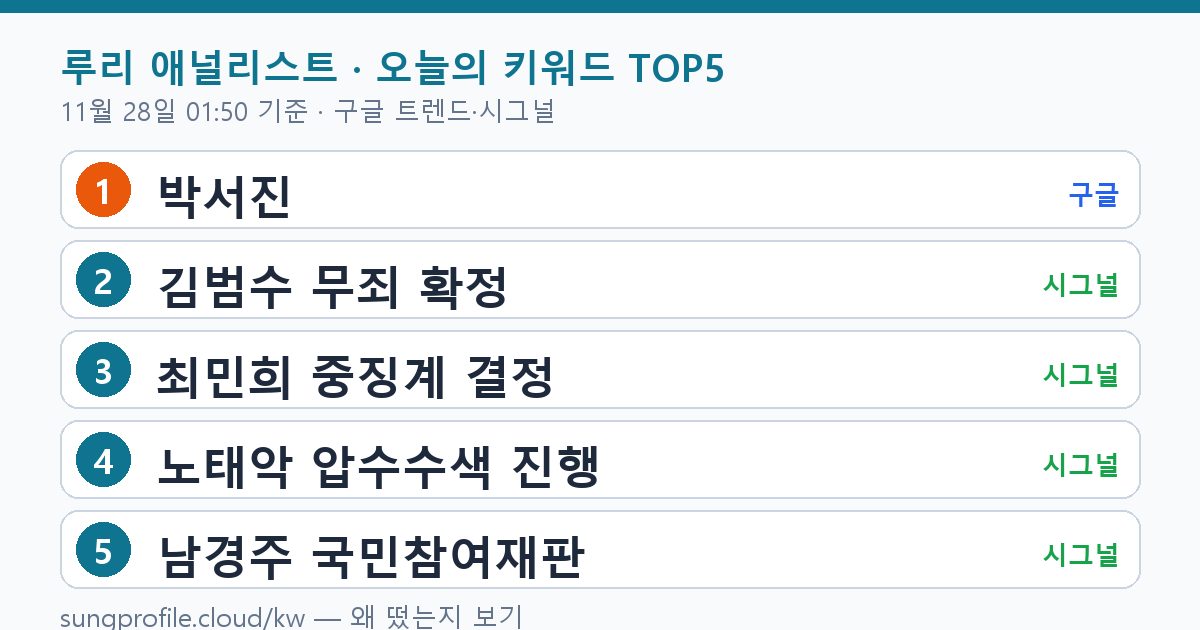 루리 애널리스트 · 오늘의 키워드 TOP5
11월 28일 01:50 기준 · 구글 트렌드·시그널
1 박서진 구글
2 김범수 무죄 확정 시그널
3 최민희 중징계 결정 시그널
4 노태악 압수수색 진행 시그널
5 남경주 국민참여재판 시그널
sungprofile.cloud/kw — 왜 떴는지 보기